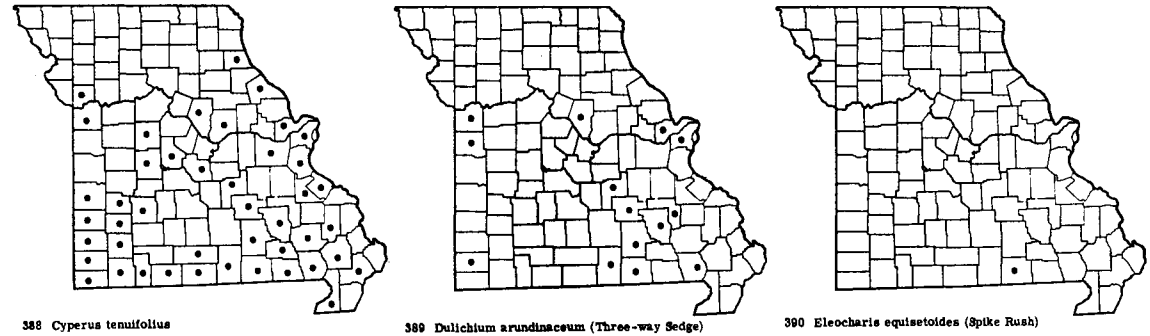 388 Cyperus tenuifolius
389 Dulichium arundinaceum (Three-way Sedge)
390 Eleocharis equisetoides (Spike Rush)